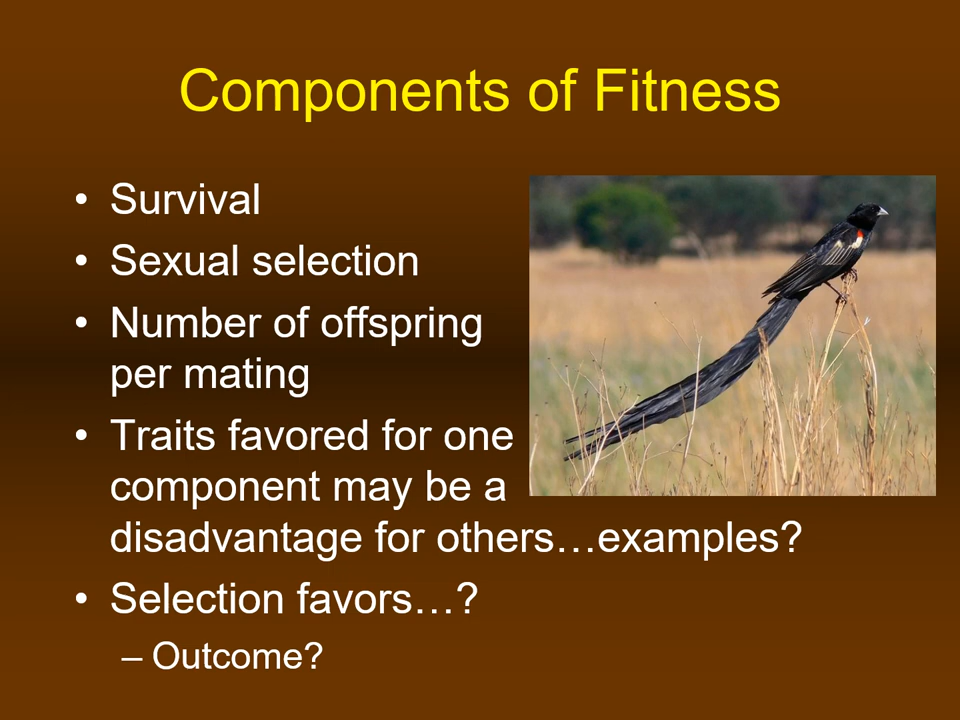 Components of Fitness
• Survival
• Sexual selection
• Number of offspring
per mating
• Traits favored for one
component may be a
disadvantage for others…examples?
• Selection favors…?
– Outcome?